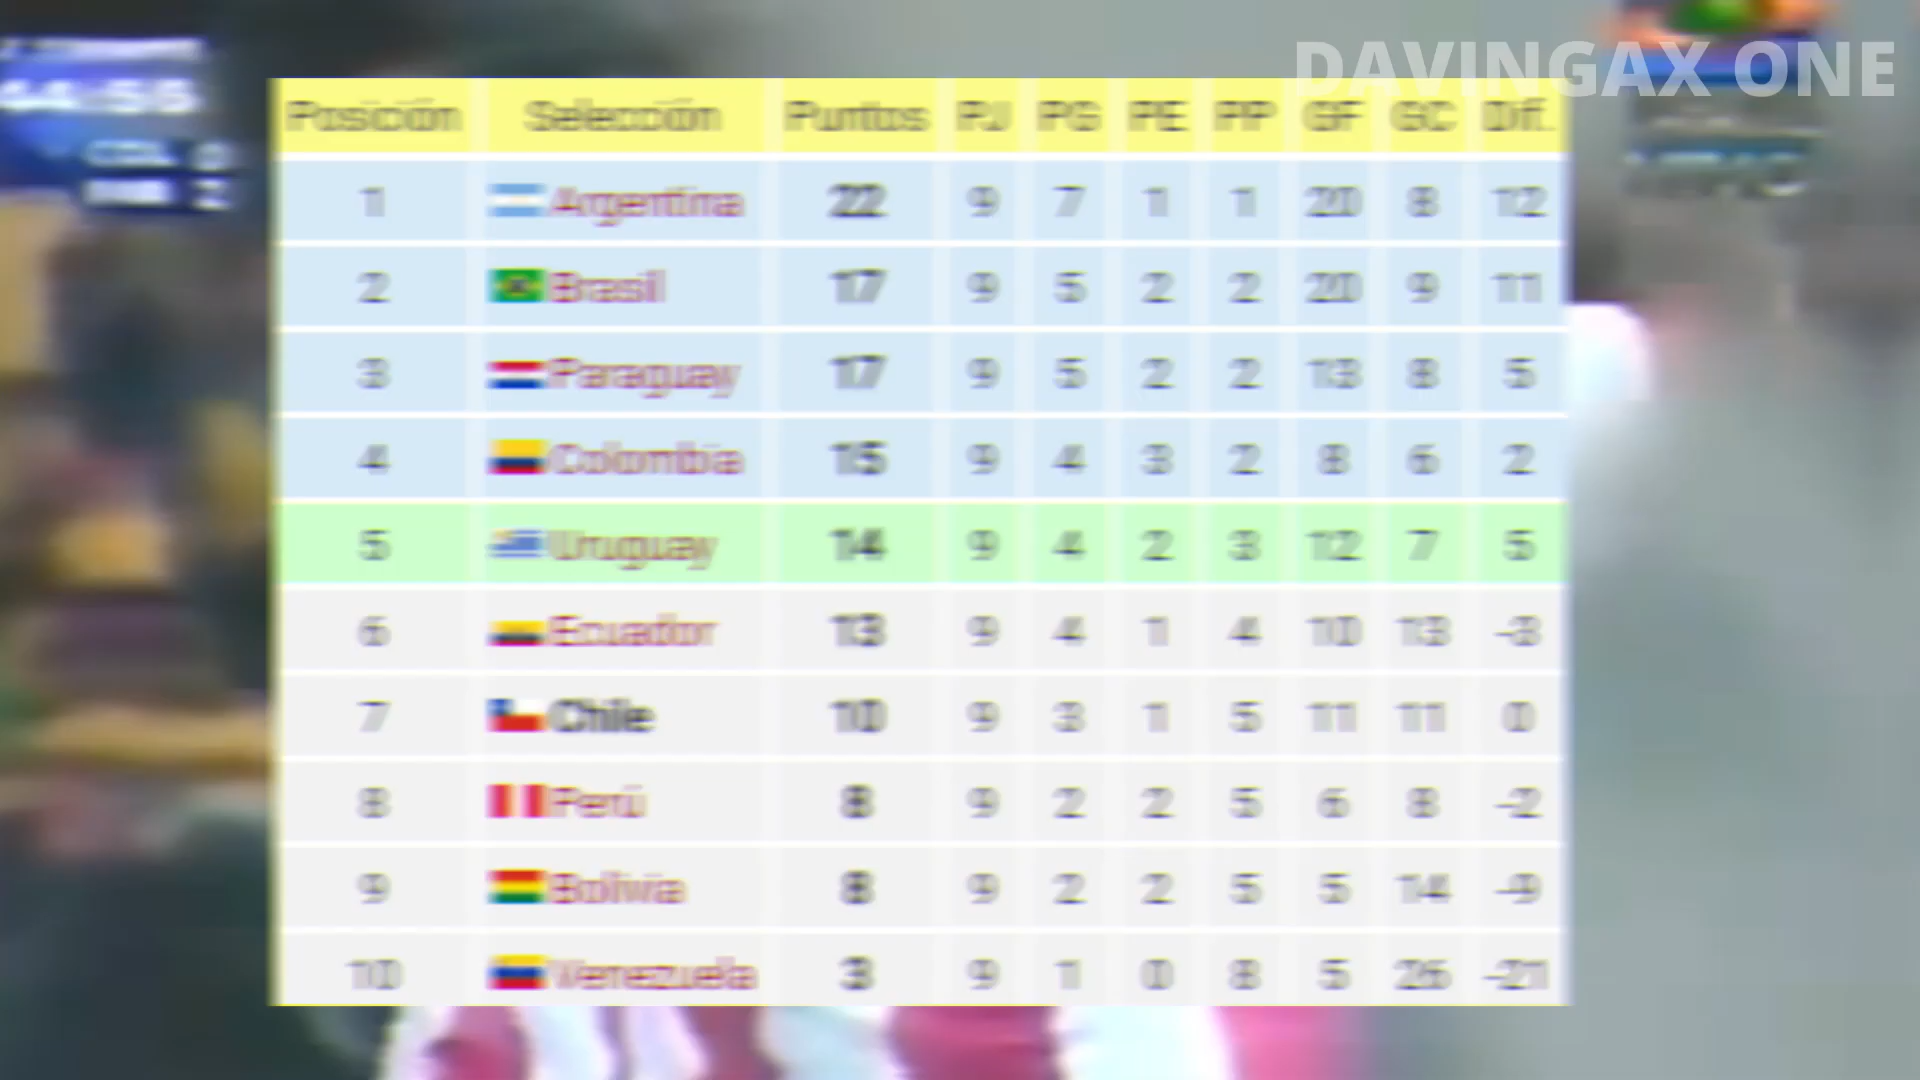 DAVINGAX ONE
44:56
COL 0
2
Posición Selección Puntos PJ PG PE PP GF GC Dif.
1 Argentina 22 9 7 1 1 20 8 12
2 Brasil 17 9 5 2 2 20 9 11
3 Paraguay 17 9 5 2 2 13 8 5
4 Colombia 15 9 4 3 2 8 6 2
5 Uruguay 14 9 4 2 3 12 7 5
6 Ecuador 13 9 4 1 4 10 13 -3
7 Chile 10 9 3 1 5 11 11 0
8 Perú 8 9 2 2 5 6 8 -2
9 Bolivia 8 9 2 2 5 5 14 -9
10 Venezuela 3 9 1 0 8 5 26 -21